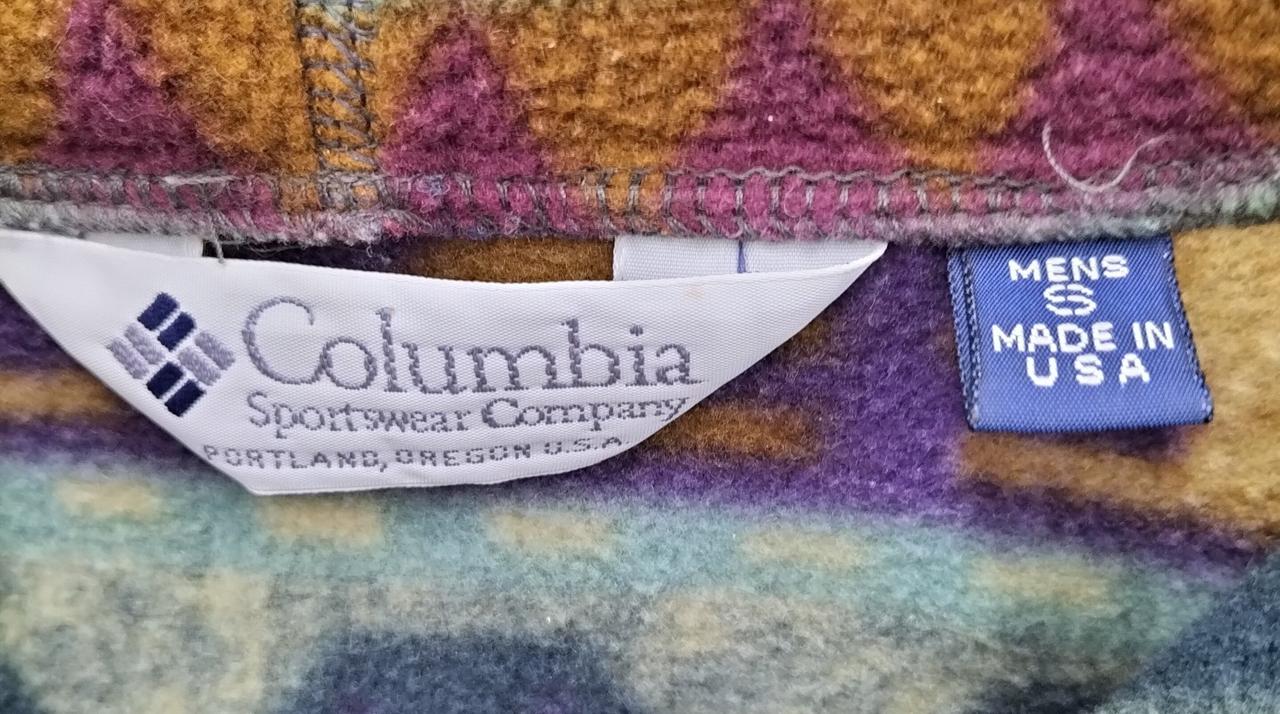 Columbia
Sportswear Company
PORTLAND, OREGON U.S.A.
MENS
S
MADE IN
USA